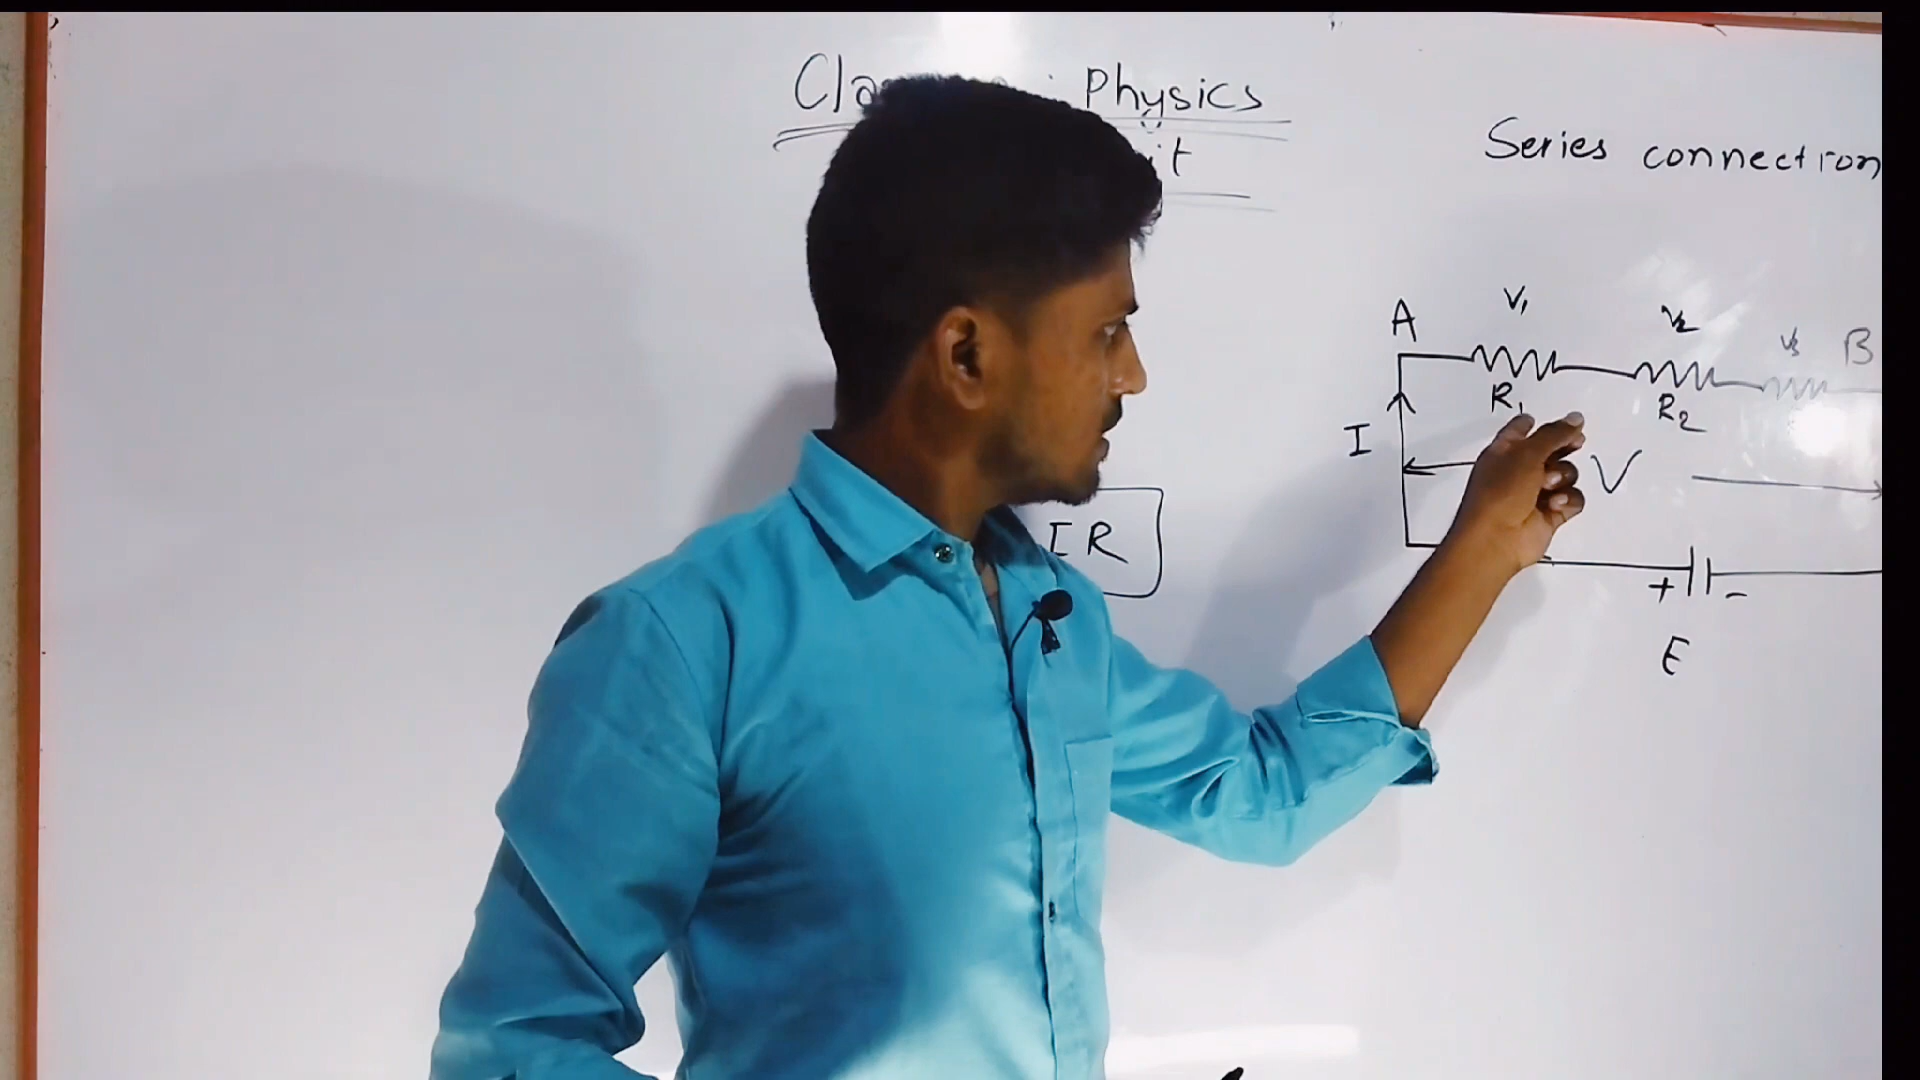 Physics
Series connection
A V₁ V₂ V₃ B
R₁ R₂
I V
IR
+ -
E